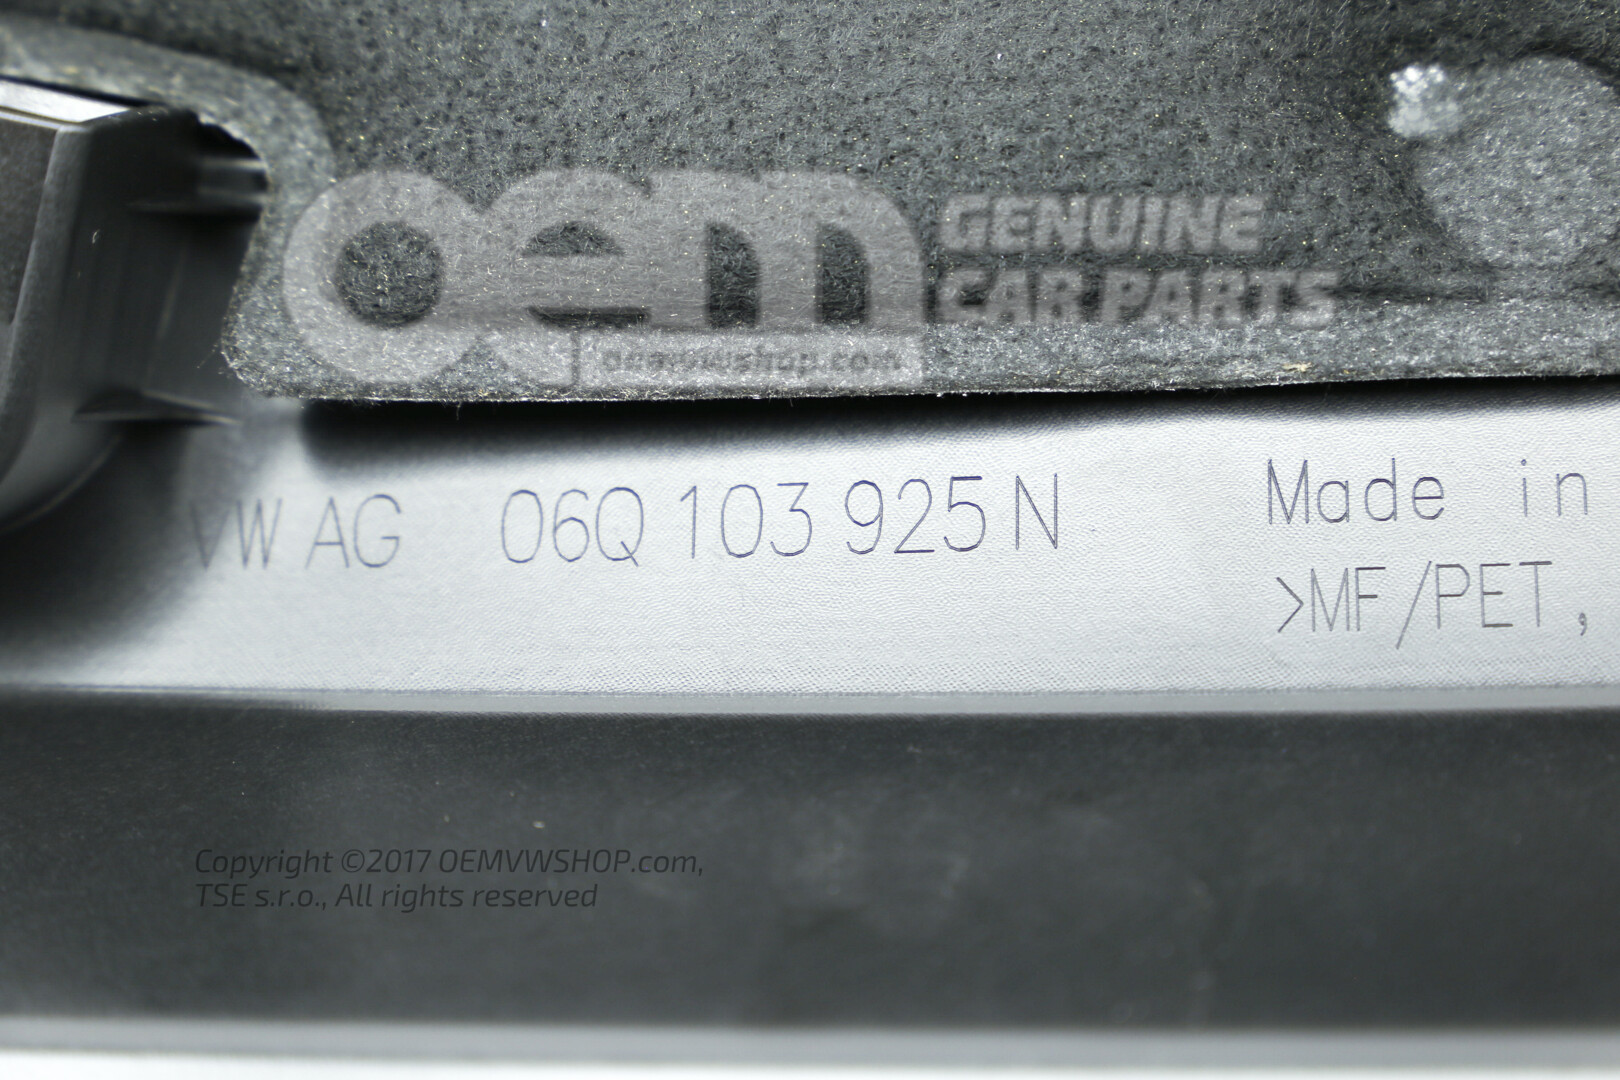 oem GENUINE
CAR PARTS
oemvwshop.com
VW AG 06Q 103 925 N
Made in
>MF/PET,
Copyright ©2017 OEMVWSHOP.com,
TSE s.r.o., All rights reserved